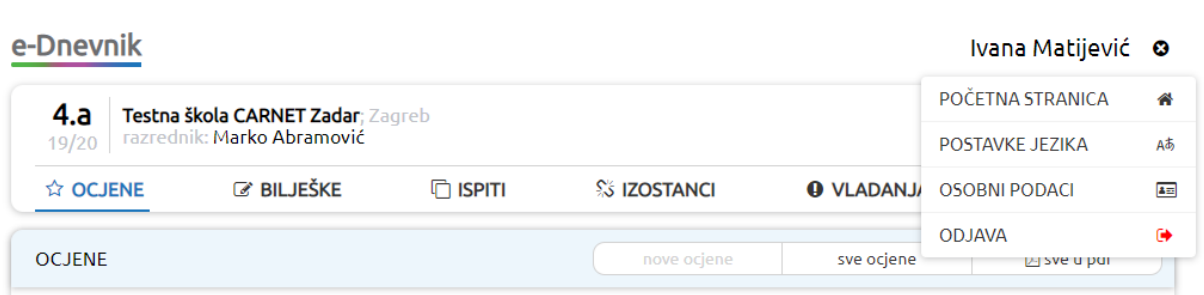 e-Dnevnik
Ivana Matijević
4.a
19/20
Testna škola CARNET Zadar; Zagreb
razrednik: Marko Abramović
POČETNA STRANICA
POSTAVKE JEZIKA
OSOBNI PODACI
ODJAVA
OCJENE
BILJEŠKE
ISPITI
IZOSTANCI
VLADANJA
OCJENE
nove ocjene
sve ocjene
sve u pdf